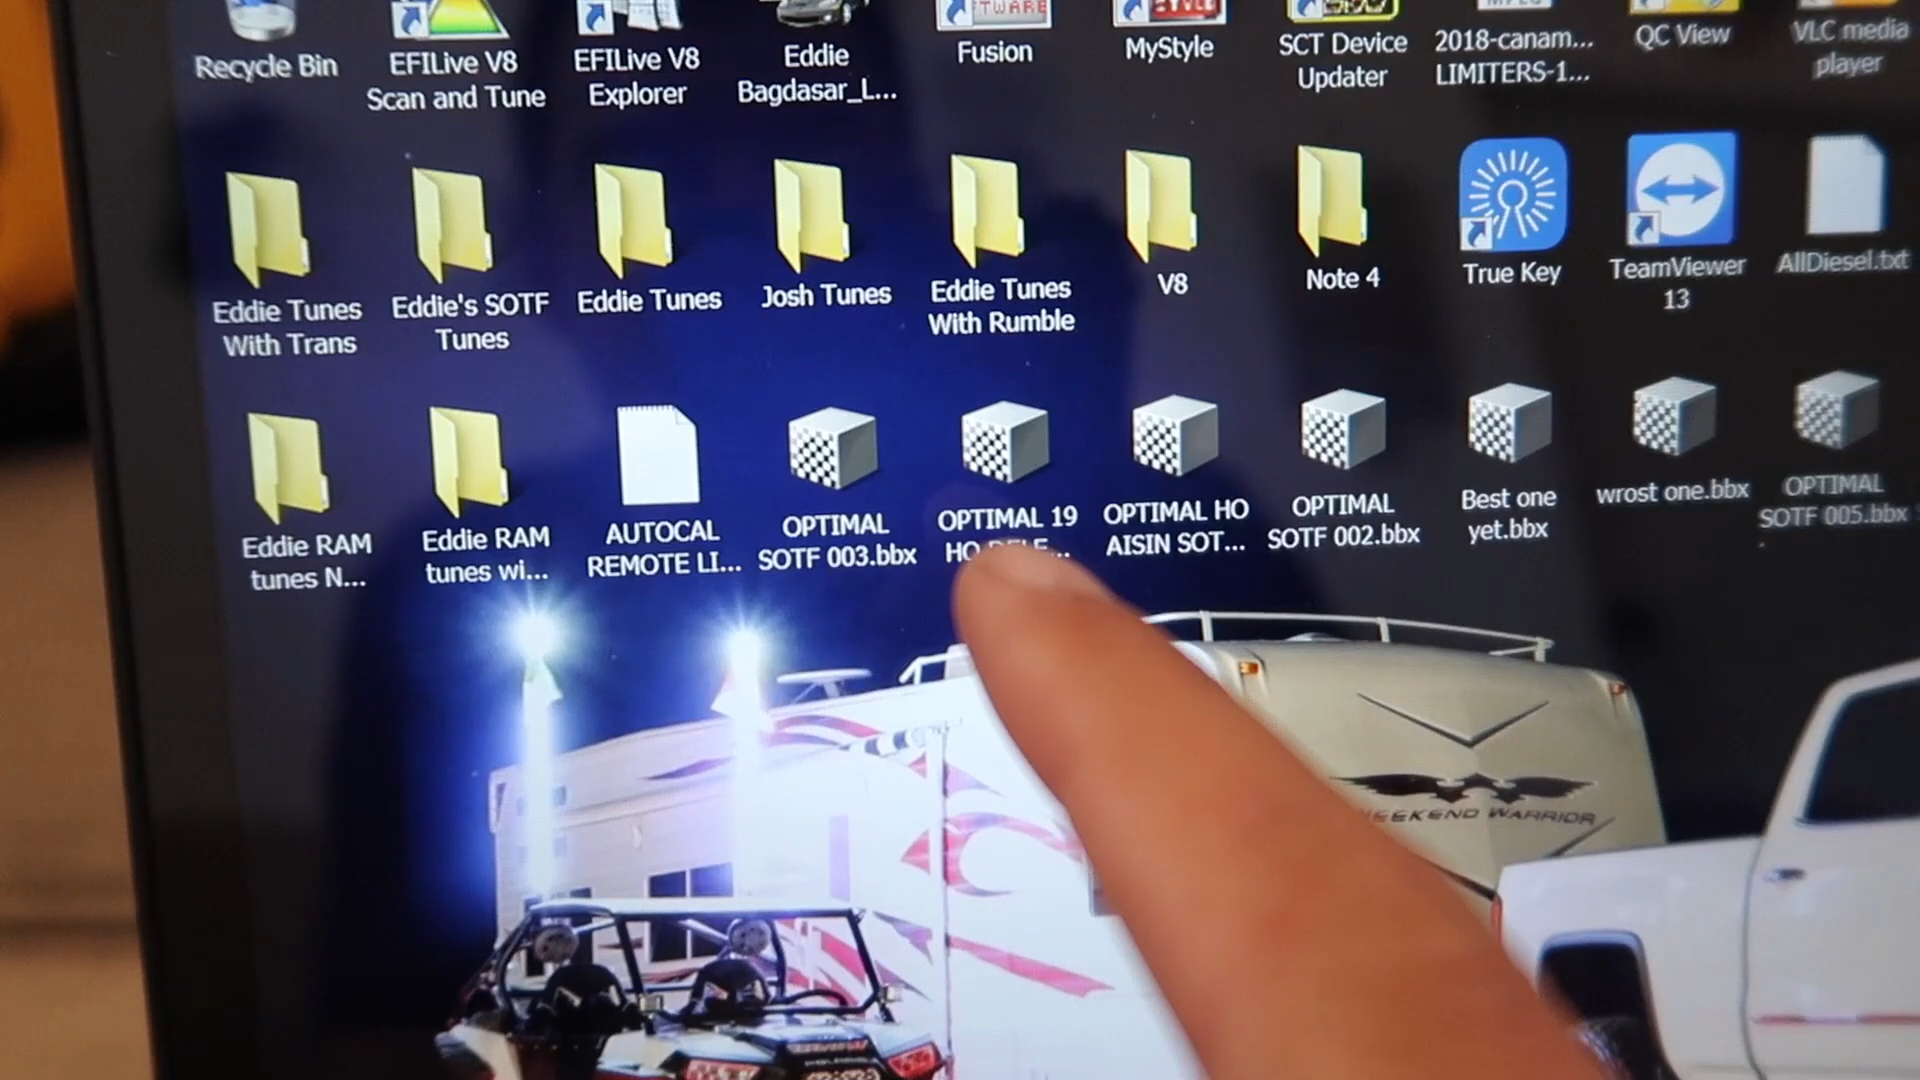 Recycle Bin
EFILive V8
Scan and Tune
EFILive V8
Explorer
Eddie
Bagdasar_L...
Fusion
MyStyle
SCT Device
Updater
2018-canam...
LIMITERS-1...
QC View
VLC media
player
Eddie Tunes
With Trans
Eddie's SOTF
Tunes
Eddie Tunes
Josh Tunes
Eddie Tunes
With Rumble
V8
Note 4
True Key
TeamViewer
13
AllDiesel.txt
Eddie RAM
tunes N...
Eddie RAM
tunes wi...
AUTOCAL
REMOTE LI...
OPTIMAL
SOTF 003.bbx
OPTIMAL 19
HO
OPTIMAL HO
AISIN SOT...
OPTIMAL
SOTF 002.bbx
Best one
yet.bbx
wrost one.bbx
OPTIMAL
SOTF 005.bbx
WEEKEND WARRIOR